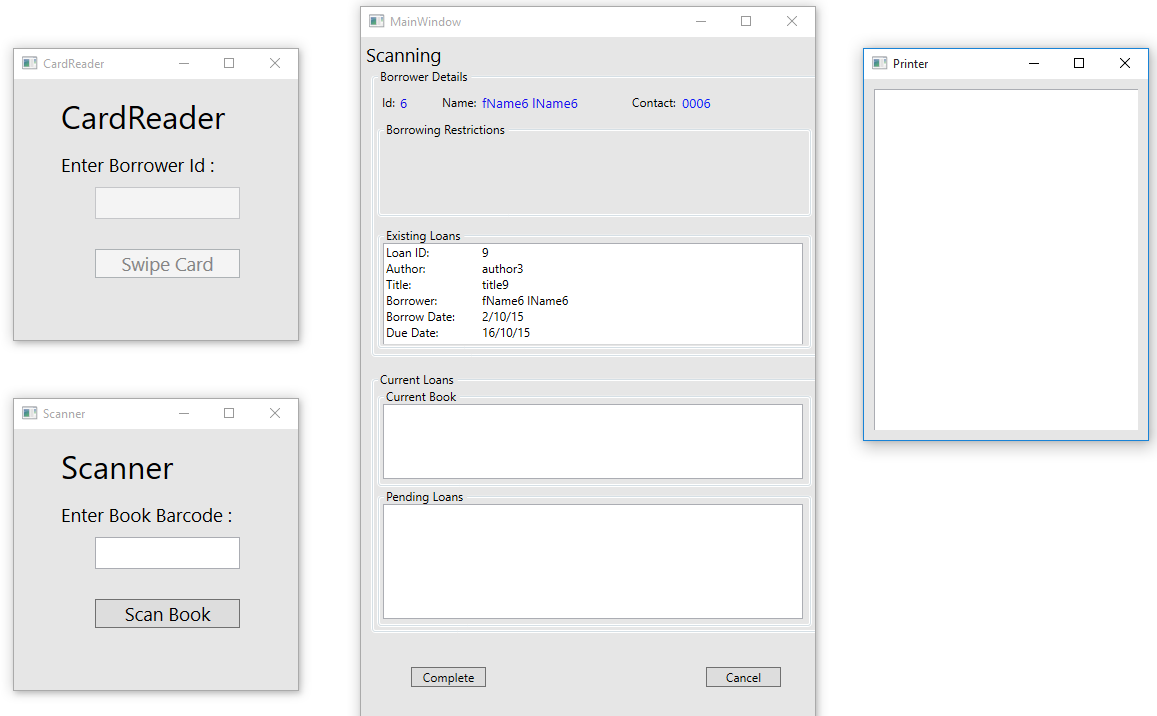 CardReader
CardReader
Enter Borrower Id :
Swipe Card
Scanner
Scanner
Enter Book Barcode :
Scan Book
MainWindow
Scanning
Borrower Details
Id: 6 Name: fName6 lName6 Contact: 0006
Borrowing Restrictions
Existing Loans
Loan ID: 9
Author: author3
Title: title9
Borrower: fName6 lName6
Borrow Date: 2/10/15
Due Date: 16/10/15
Current Loans
Current Book
Pending Loans
Complete Cancel
Printer